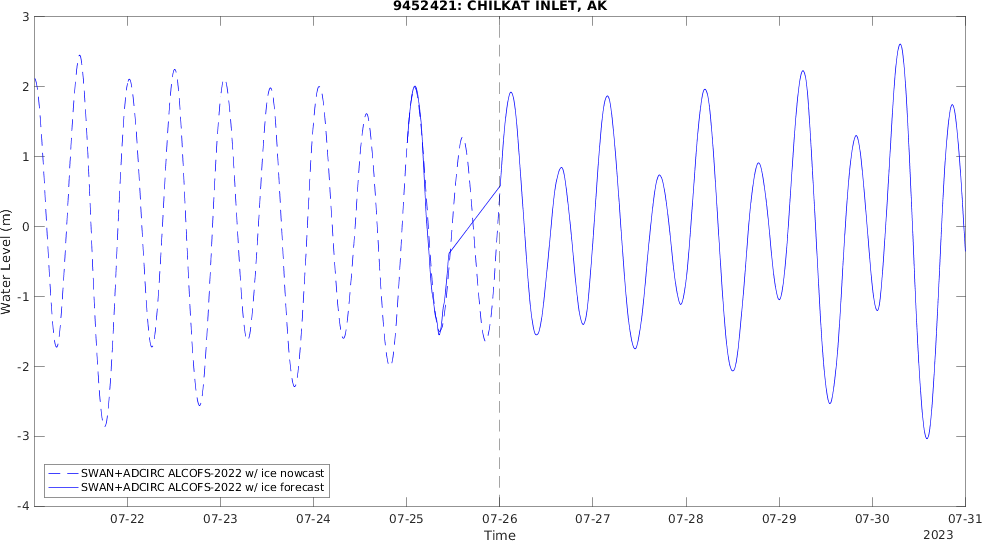 9452421: CHILKAT INLET, AK
Water Level (m)
3
2
1
0
-1
-2
-3
-4
SWAN+ADCIRC ALCOFS-2022 w/ ice nowcast
SWAN+ADCIRC ALCOFS-2022 w/ ice forecast
07-22 07-23 07-24 07-25 07-26 07-27 07-28 07-29 07-30 07-31
Time
2023